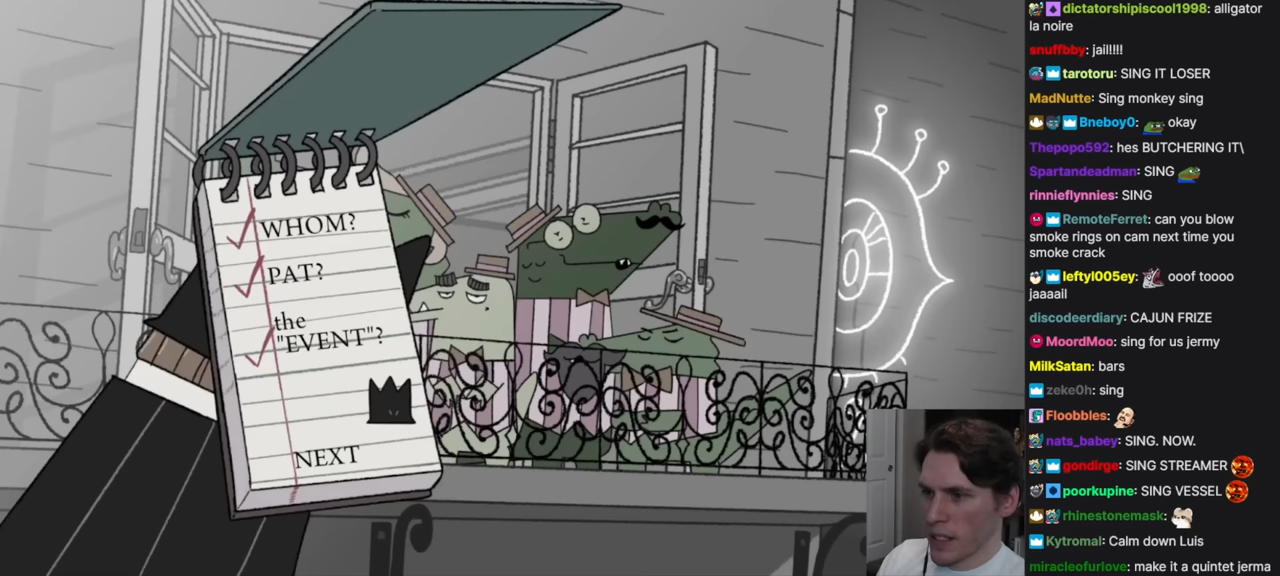 WHOM?
PAT?
the
"EVENT"?
NEXT
dictatorshipiscool1998: alligator
la noire
snuffbby: jail!!!!
tarotoru: SING IT LOSER
MadNutte: Sing monkey sing
Bneboy0: okay
Thepopo592: hes BUTCHERING IT\
Spartandeadman: SING
rinnieflynnies: SING
RemoteFerret: can you blow
smoke rings on cam next time you
smoke crack
leftyl005ey: ooof toooo
jaaaail
discodeerdiary: CAJUN FRIZE
MoordMoo: sing for us jermy
MilkSatan: bars
zeke0h: sing
Floobbles:
nats_babey: SING. NOW.
gondirge: SING STREAMER
poorkupine: SING VESSEL
rhinestonemask:
Kytromal: Calm down Luis
miracleofurlove: make it a quintet jerma